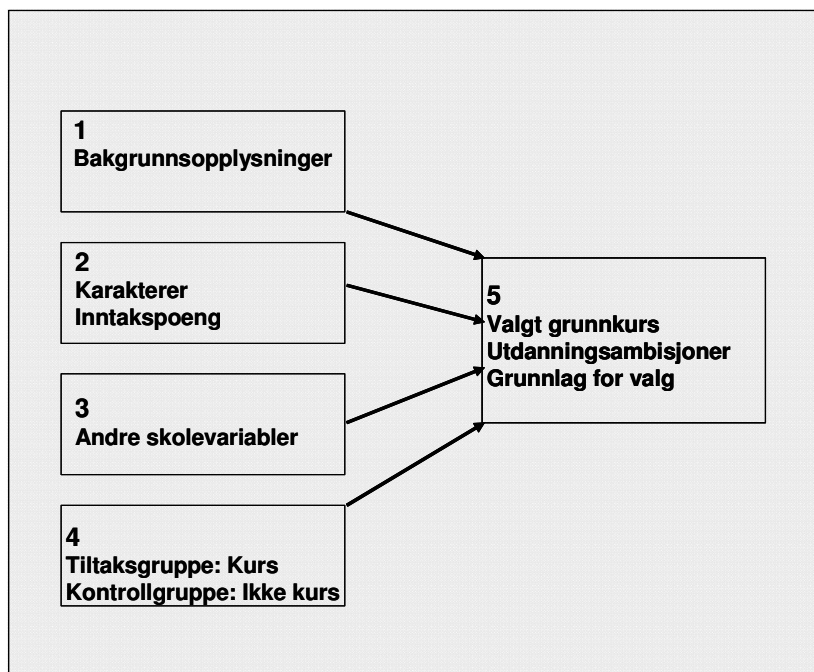 1
Bakgrunnsopplysninger
2
Karakterer
Inntakspoeng
3
Andre skolevariabler
4
Tiltaksgruppe: Kurs
Kontrollgruppe: Ikke kurs
5
Valgt grunnkurs
Utdanningsambisjoner
Grunnlag for valg